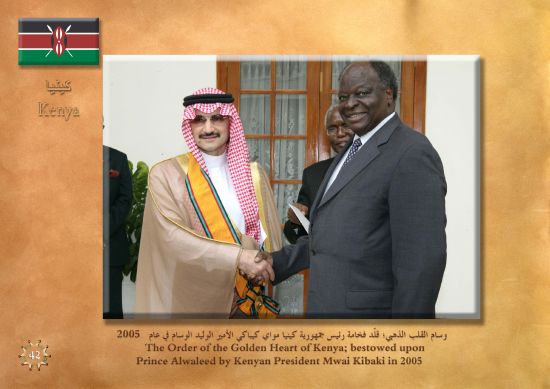 كينيا
Kenya
وسام القلب الذهبي؛ قلّد فخامة رئيس جمهورية كينيا مواي كيباكي الأمير الوليد الوسام في عام 2005
The Order of the Golden Heart of Kenya; bestowed upon
Prince Alwaleed by Kenyan President Mwai Kibaki in 2005
42